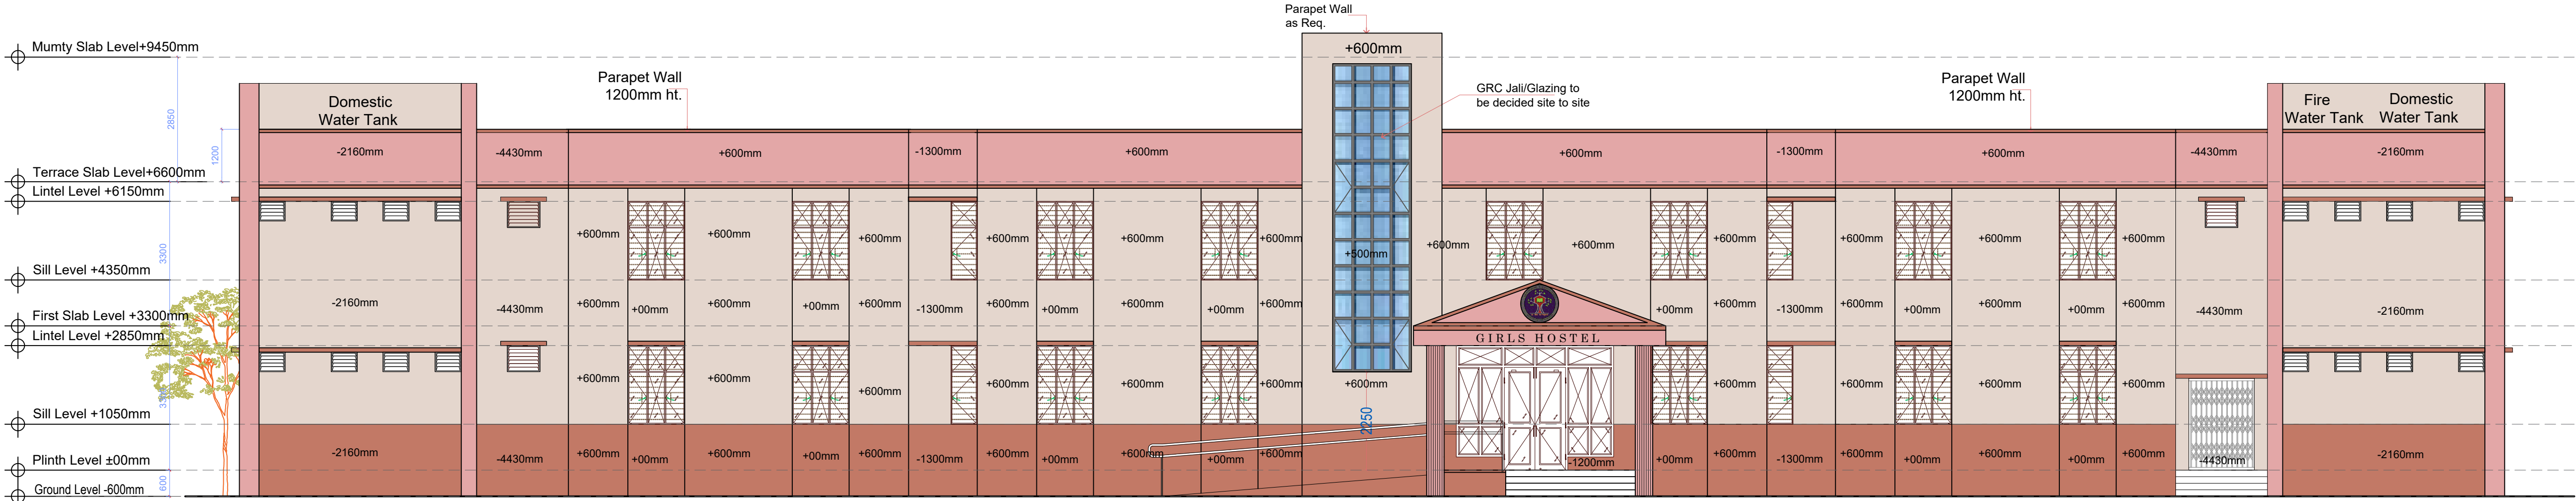 Parapet Wall
as Req.
Mumty Slab Level+9450mm
+600mm
Parapet Wall
1200mm ht.
GRC Jali/Glazing to
be decided site to site
Parapet Wall
1200mm ht.
Domestic
Water Tank
Fire
Water Tank
Domestic
Water Tank
2850
1200
-2160mm
-4430mm
+600mm
-1300mm
+600mm
+600mm
-1300mm
+600mm
-4430mm
-2160mm
Terrace Slab Level+6600mm
Lintel Level +6150mm
3300
+600mm
+600mm
+600mm
+600mm
+600mm
+600mm
+500mm
+600mm
+600mm
+600mm
+600mm
+600mm
+600mm
Sill Level +4350mm
-2160mm
-4430mm
+600mm
+00mm
+600mm
+00mm
+600mm
-1300mm
+600mm
+00mm
+600mm
+00mm
+600mm
+00mm
+600mm
-1300mm
+600mm
+00mm
+600mm
+00mm
+600mm
-4430mm
-2160mm
First Slab Level +3300mm
Lintel Level +2850mm
GIRLS HOSTEL
+600mm
+600mm
+600mm
+600mm
+600mm
+600mm
+600mm
+600mm
+600mm
+600mm
+600mm
Sill Level +1050mm
2250
-2160mm
-4430mm
+600mm
+00mm
+600mm
+00mm
+600mm
-1300mm
+600mm
+00mm
+600mm
+00mm
+600mm
-1200mm
+00mm
+600mm
-1300mm
+600mm
+00mm
+600mm
+00mm
+600mm
-4430mm
-2160mm
Plinth Level ±00mm
600
Ground Level -600mm